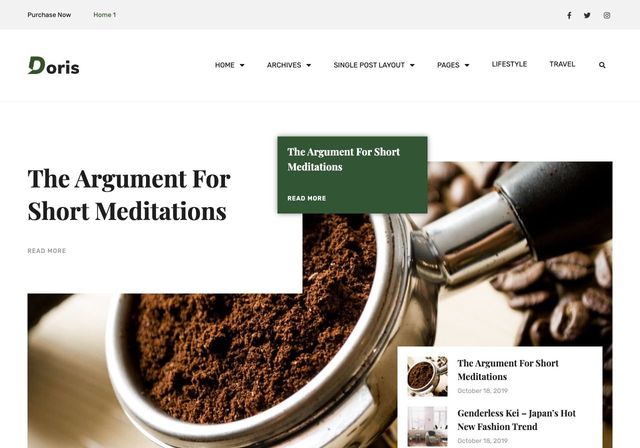 Purchase Now Home 1
Doris
HOME ARCHIVES SINGLE POST LAYOUT PAGES LIFESTYLE TRAVEL
The Argument For Short
Meditations
READ MORE
The Argument For
Short Meditations
READ MORE
The Argument For Short
Meditations
October 18, 2019
Genderless Kei – Japan's Hot
New Fashion Trend
October 18, 2019